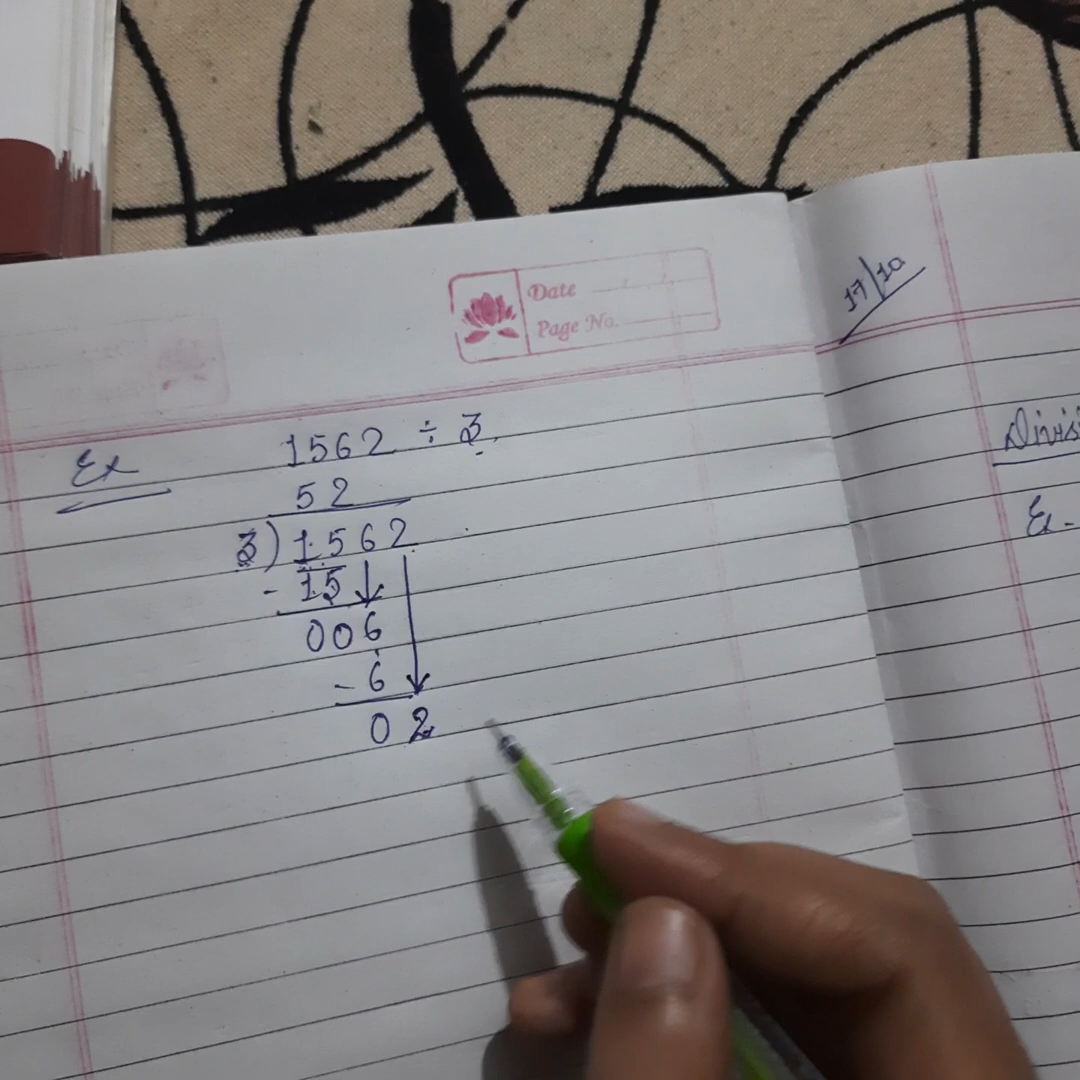 Date
Page No.
17/10
Ex 1562 ÷ 3
52
3) 1562
- 15
006
- 6
02
Ex -